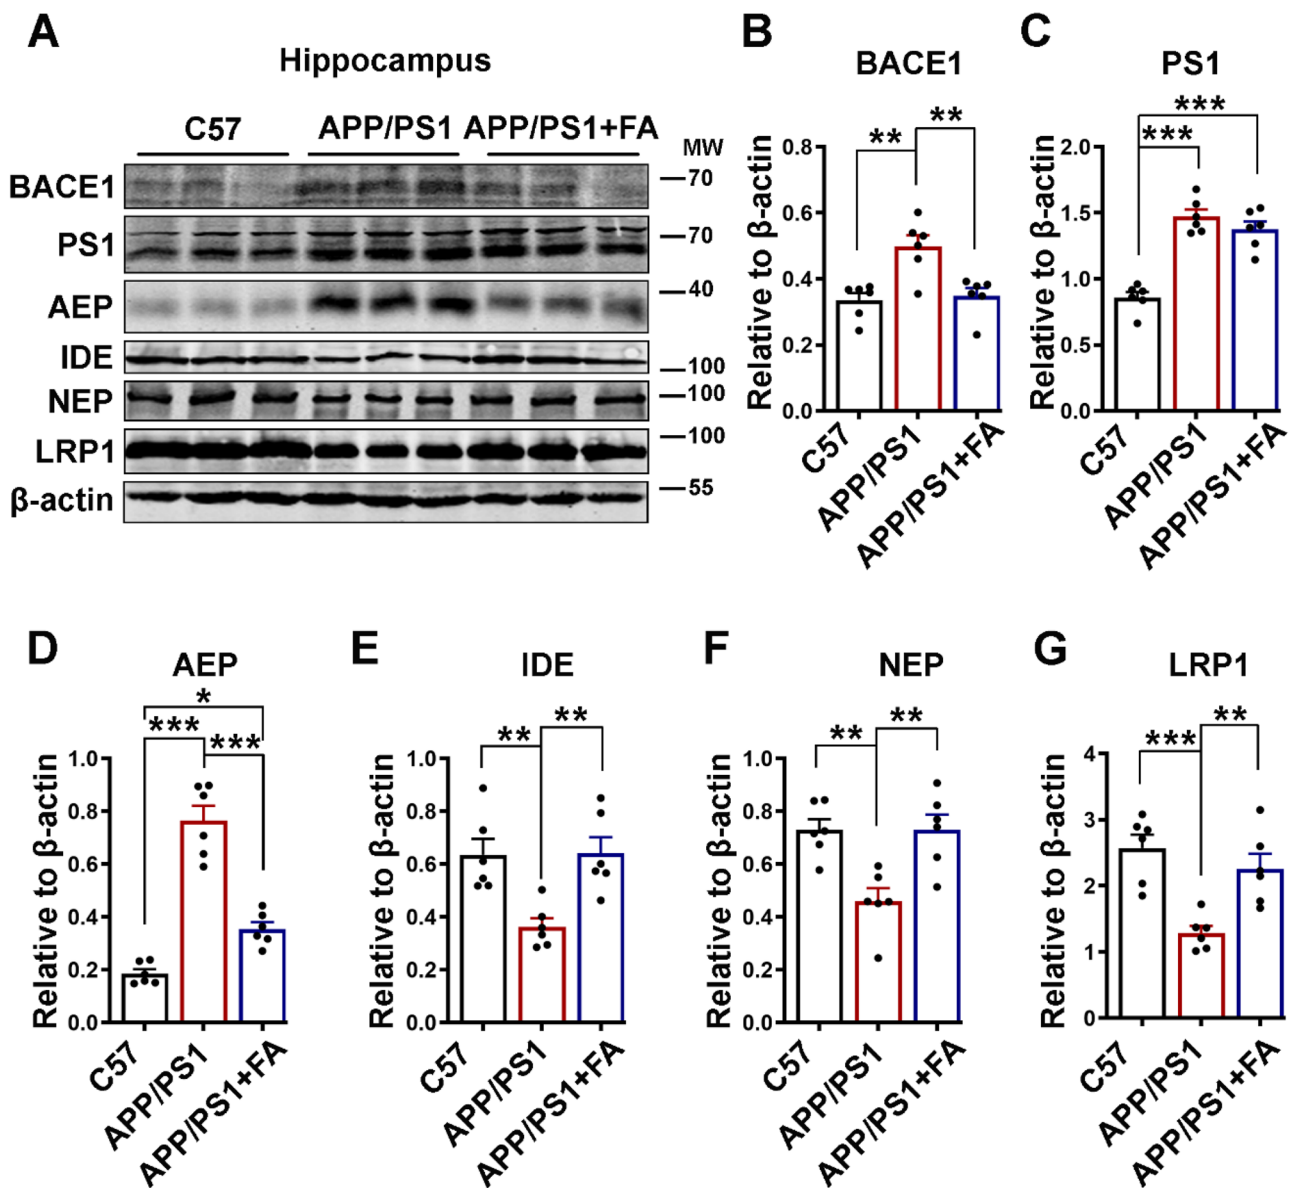 A
Hippocampus
C57 APP/PS1 APP/PS1+FA
MW
BACE1
70
PS1
70
AEP
40
IDE
100
NEP
100
LRP1
100
β-actin
55
B
BACE1
** **
Relative to β-actin
0.8
0.6
0.4
0.2
0.0
C57
APP/PS1
APP/PS1+FA
C
PS1
***
***
Relative to β-actin
2.0
1.5
1.0
0.5
0.0
C57
APP/PS1
APP/PS1+FA
D
AEP
*
*** ***
Relative to β-actin
1.0
0.8
0.6
0.4
0.2
0.0
C57
APP/PS1
APP/PS1+FA
E
IDE
** **
Relative to β-actin
1.0
0.8
0.6
0.4
0.2
0.0
C57
APP/PS1
APP/PS1+FA
F
NEP
** **
Relative to β-actin
1.0
0.8
0.6
0.4
0.2
0.0
C57
APP/PS1
APP/PS1+FA
G
LRP1
*** **
Relative to β-actin
4
3
2
1
0
C57
APP/PS1
APP/PS1+FA